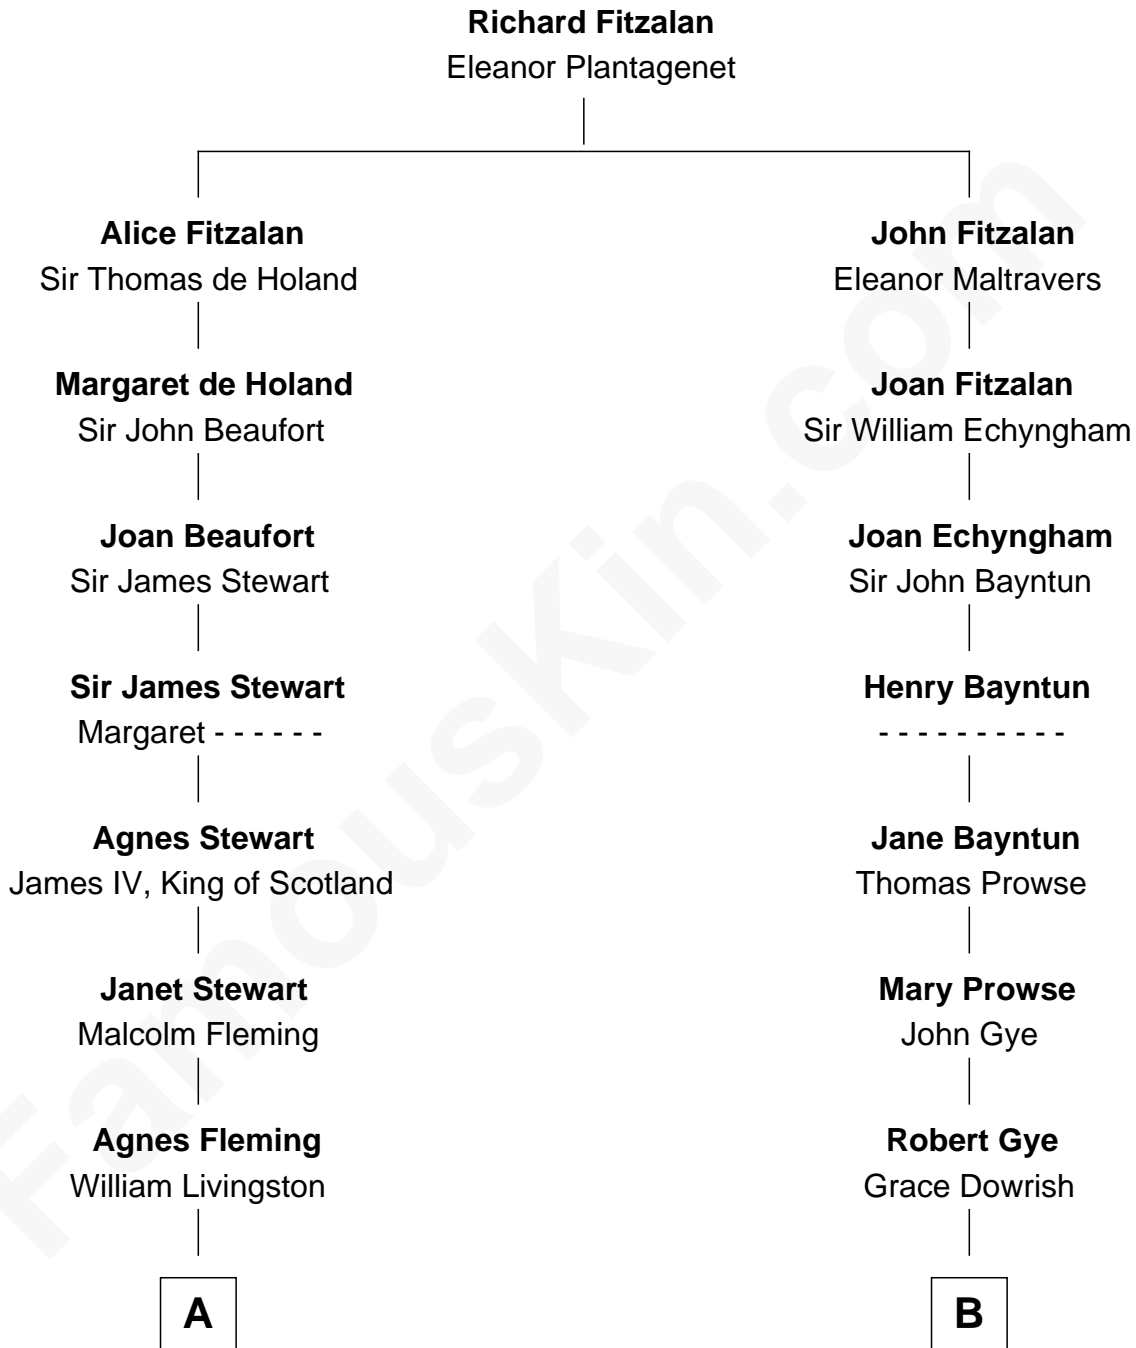 Richard Fitzalan
Eleanor Plantagenet
Alice Fitzalan
Sir Thomas de Holand
John Fitzalan
Eleanor Maltravers
Margaret de Holand
Sir John Beaufort
Joan Fitzalan
Sir William Echyngham
Joan Beaufort
Sir James Stewart
Joan Echyngham
Sir John Bayntun
Sir James Stewart
Margaret - - - - - -
Henry Bayntun
- - - - - - - - - -
Agnes Stewart
James IV, King of Scotland
Jane Bayntun
Thomas Prowse
Janet Stewart
Malcolm Fleming
Mary Prowse
John Gye
Agnes Fleming
William Livingston
Robert Gye
Grace Dowrish
A
B
FamousKin.com